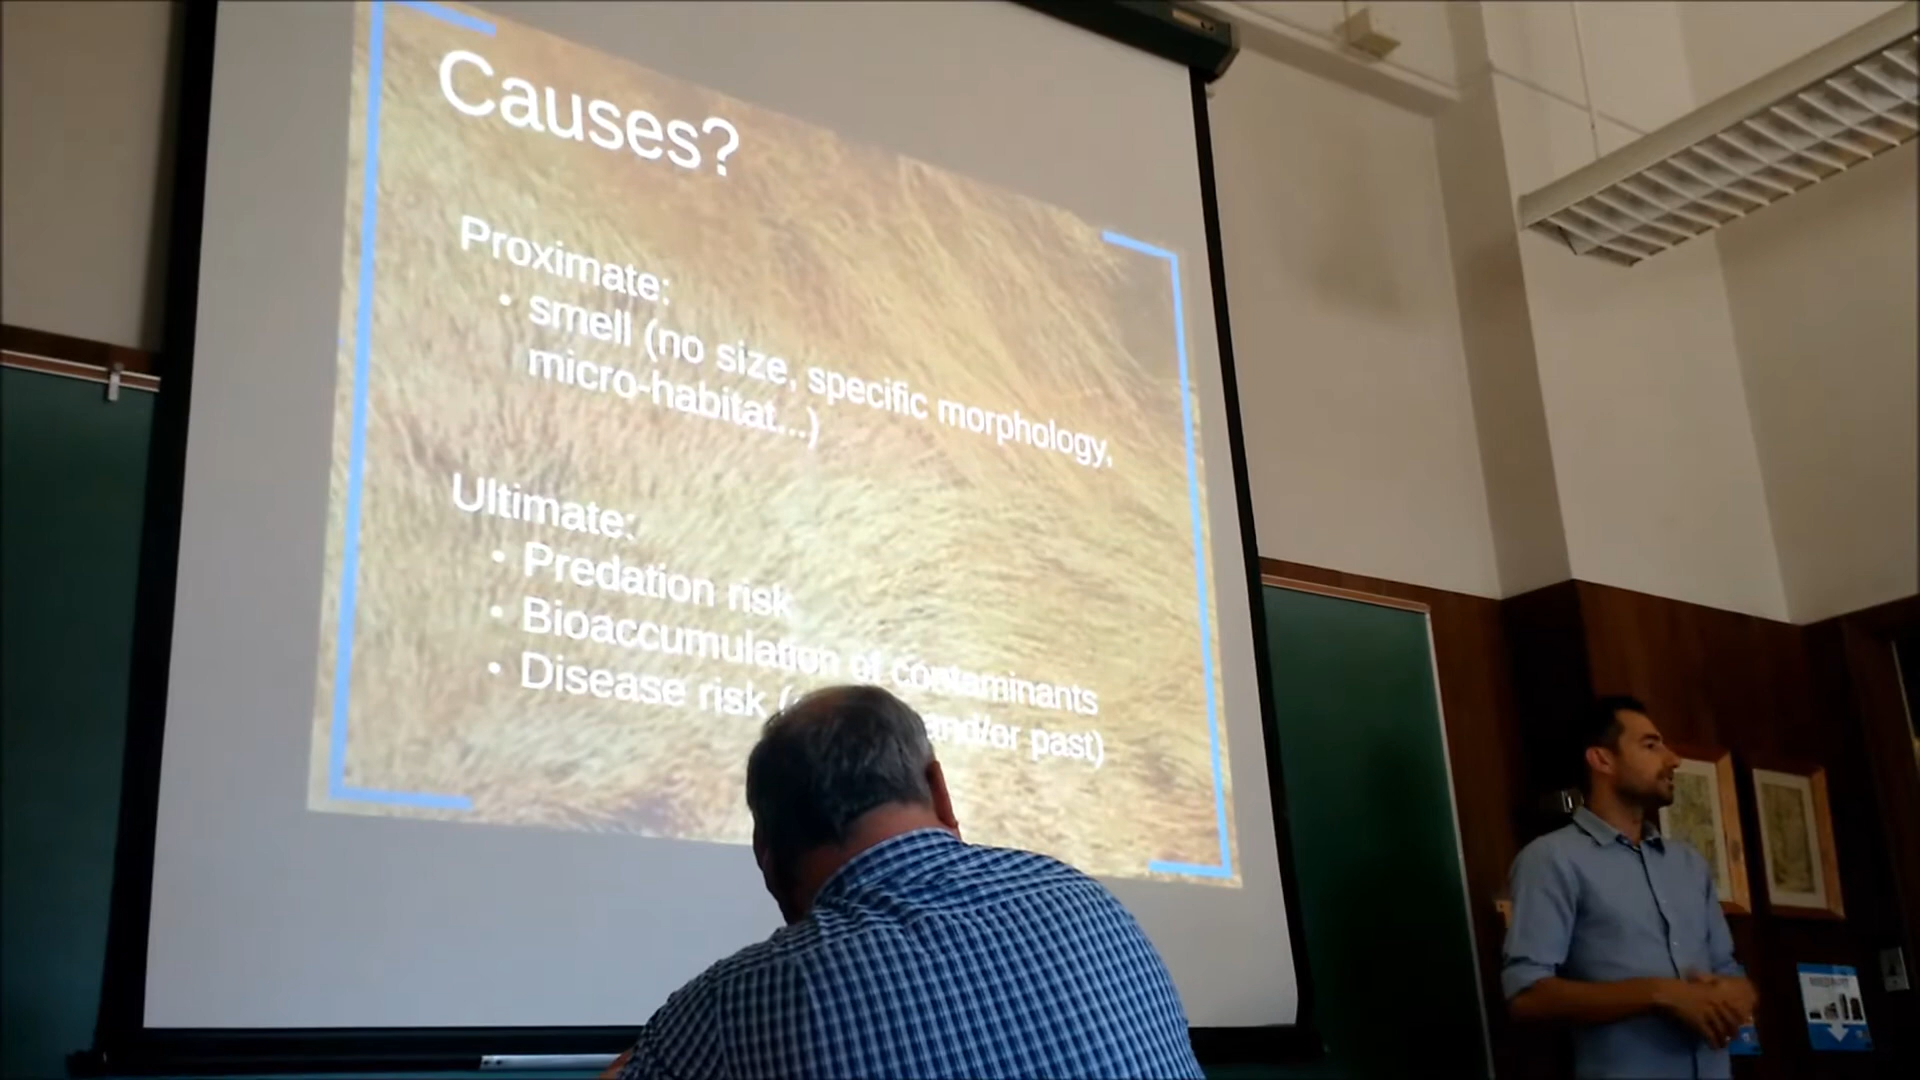 Causes?
Proximate:
• smell (no size, specific morphology,
micro-habitat...)
Ultimate:
• Predation risk
• Bioaccumulation of contaminants
• Disease risk ( and/or past)